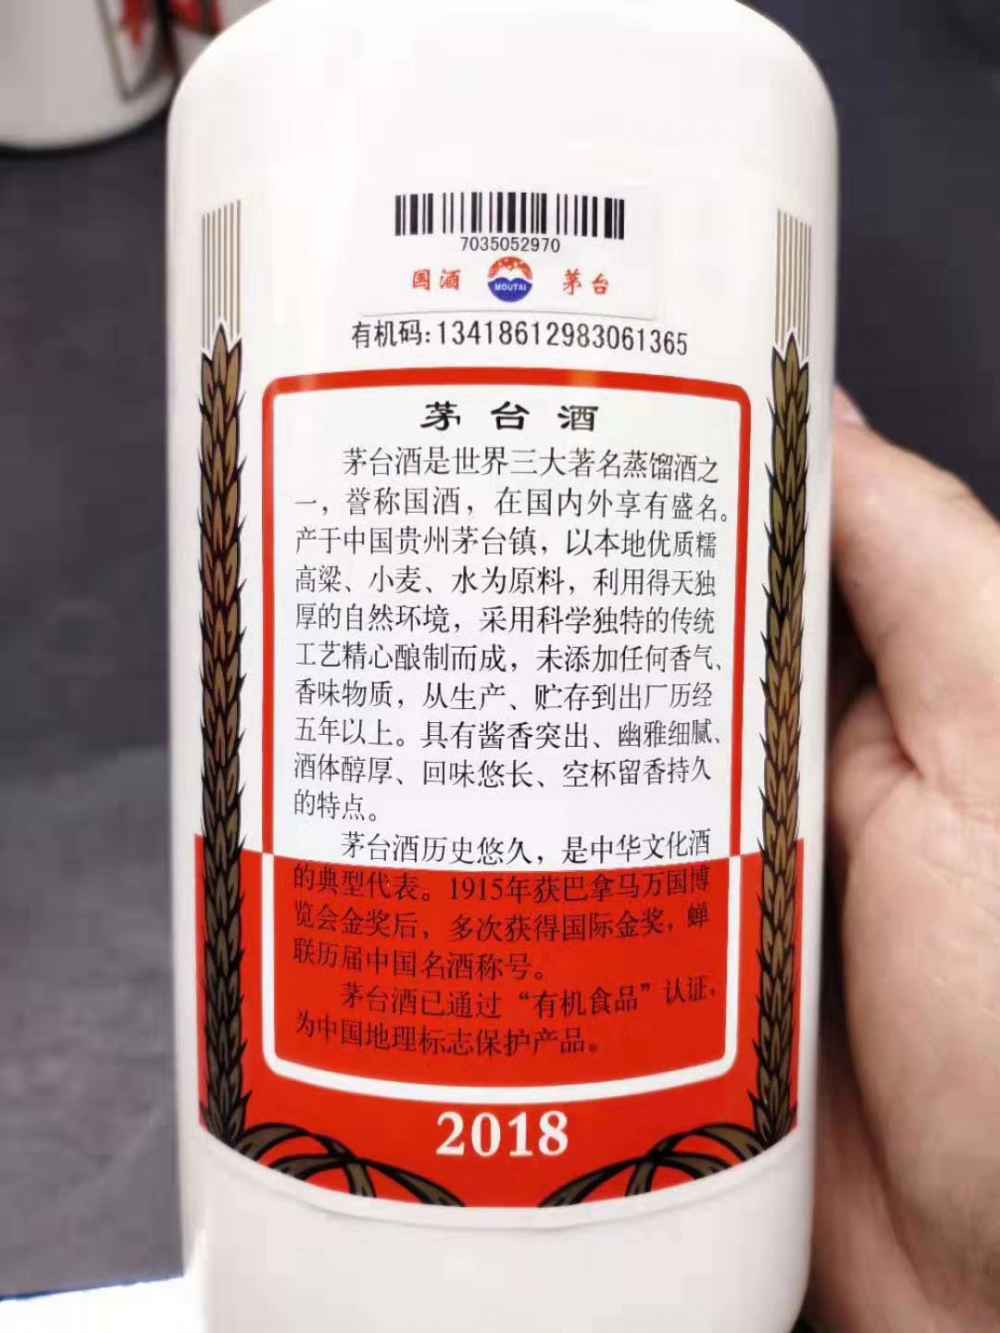 7035052970
国酒 MOUTAI 茅台
有机码:13418612983061365
茅台酒
茅台酒是世界三大著名蒸馏酒之
一，誉称国酒，在国内外享有盛名。
产于中国贵州茅台镇，以本地优质糯
高粱、小麦、水为原料，利用得天独
厚的自然环境，采用科学独特的传统
工艺精心酿制而成，未添加任何香气、
香味物质，从生产、贮存到出厂历经
五年以上。具有酱香突出、幽雅细腻、
酒体醇厚、回味悠长、空杯留香持久
的特点。
茅台酒历史悠久，是中华文化酒
的典型代表。1915年获巴拿马万国博
览会金奖后，多次获得国际金奖，蝉
联历届中国名酒称号。
茅台酒已通过“有机食品”认证，
为中国地理标志保护产品。
2018